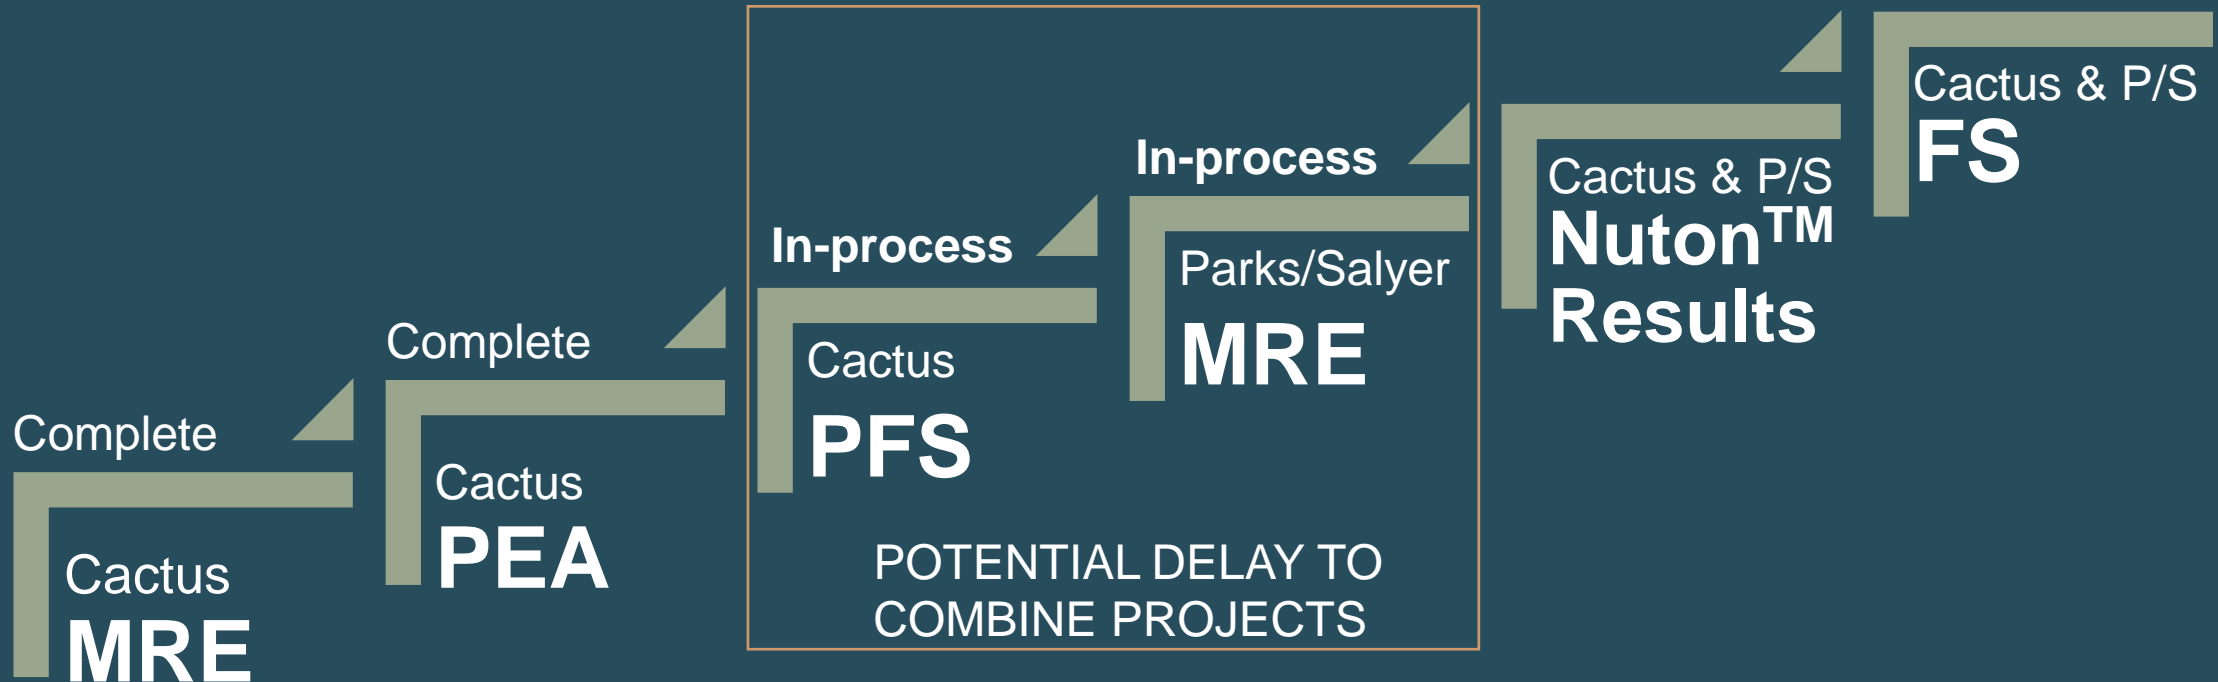 Complete
Cactus
MRE
Complete
Cactus
PEA
In-process
Cactus
PFS
In-process
Parks/Salyer
MRE
POTENTIAL DELAY TO
COMBINE PROJECTS
Cactus & P/S
Nuton™
Results
Cactus & P/S
FS